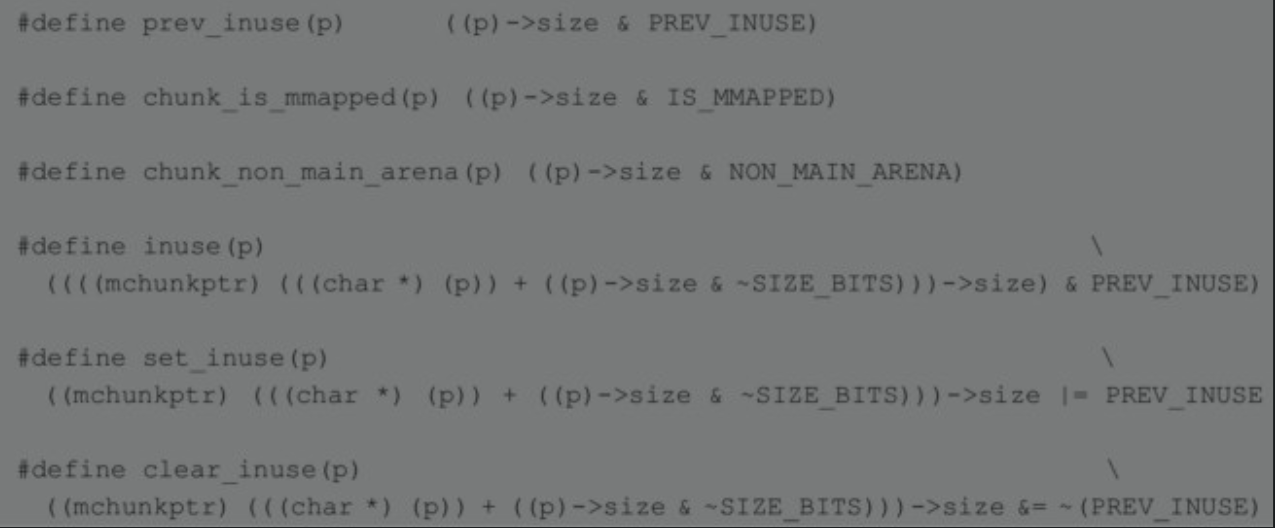 #define prev_inuse(p)       ((p)->size & PREV_INUSE)
#define chunk_is_mmapped(p) ((p)->size & IS_MMAPPED)
#define chunk_non_main_arena(p) ((p)->size & NON_MAIN_ARENA)
#define inuse(p)                                                    \
  ((((mchunkptr) (((char *) (p)) + ((p)->size & ~SIZE_BITS)))->size) & PREV_INUSE)
#define set_inuse(p)                                                \
  ((mchunkptr) (((char *) (p)) + ((p)->size & ~SIZE_BITS)))->size |= PREV_INUSE
#define clear_inuse(p)                                              \
  ((mchunkptr) (((char *) (p)) + ((p)->size & ~SIZE_BITS)))->size &= ~(PREV_INUSE)